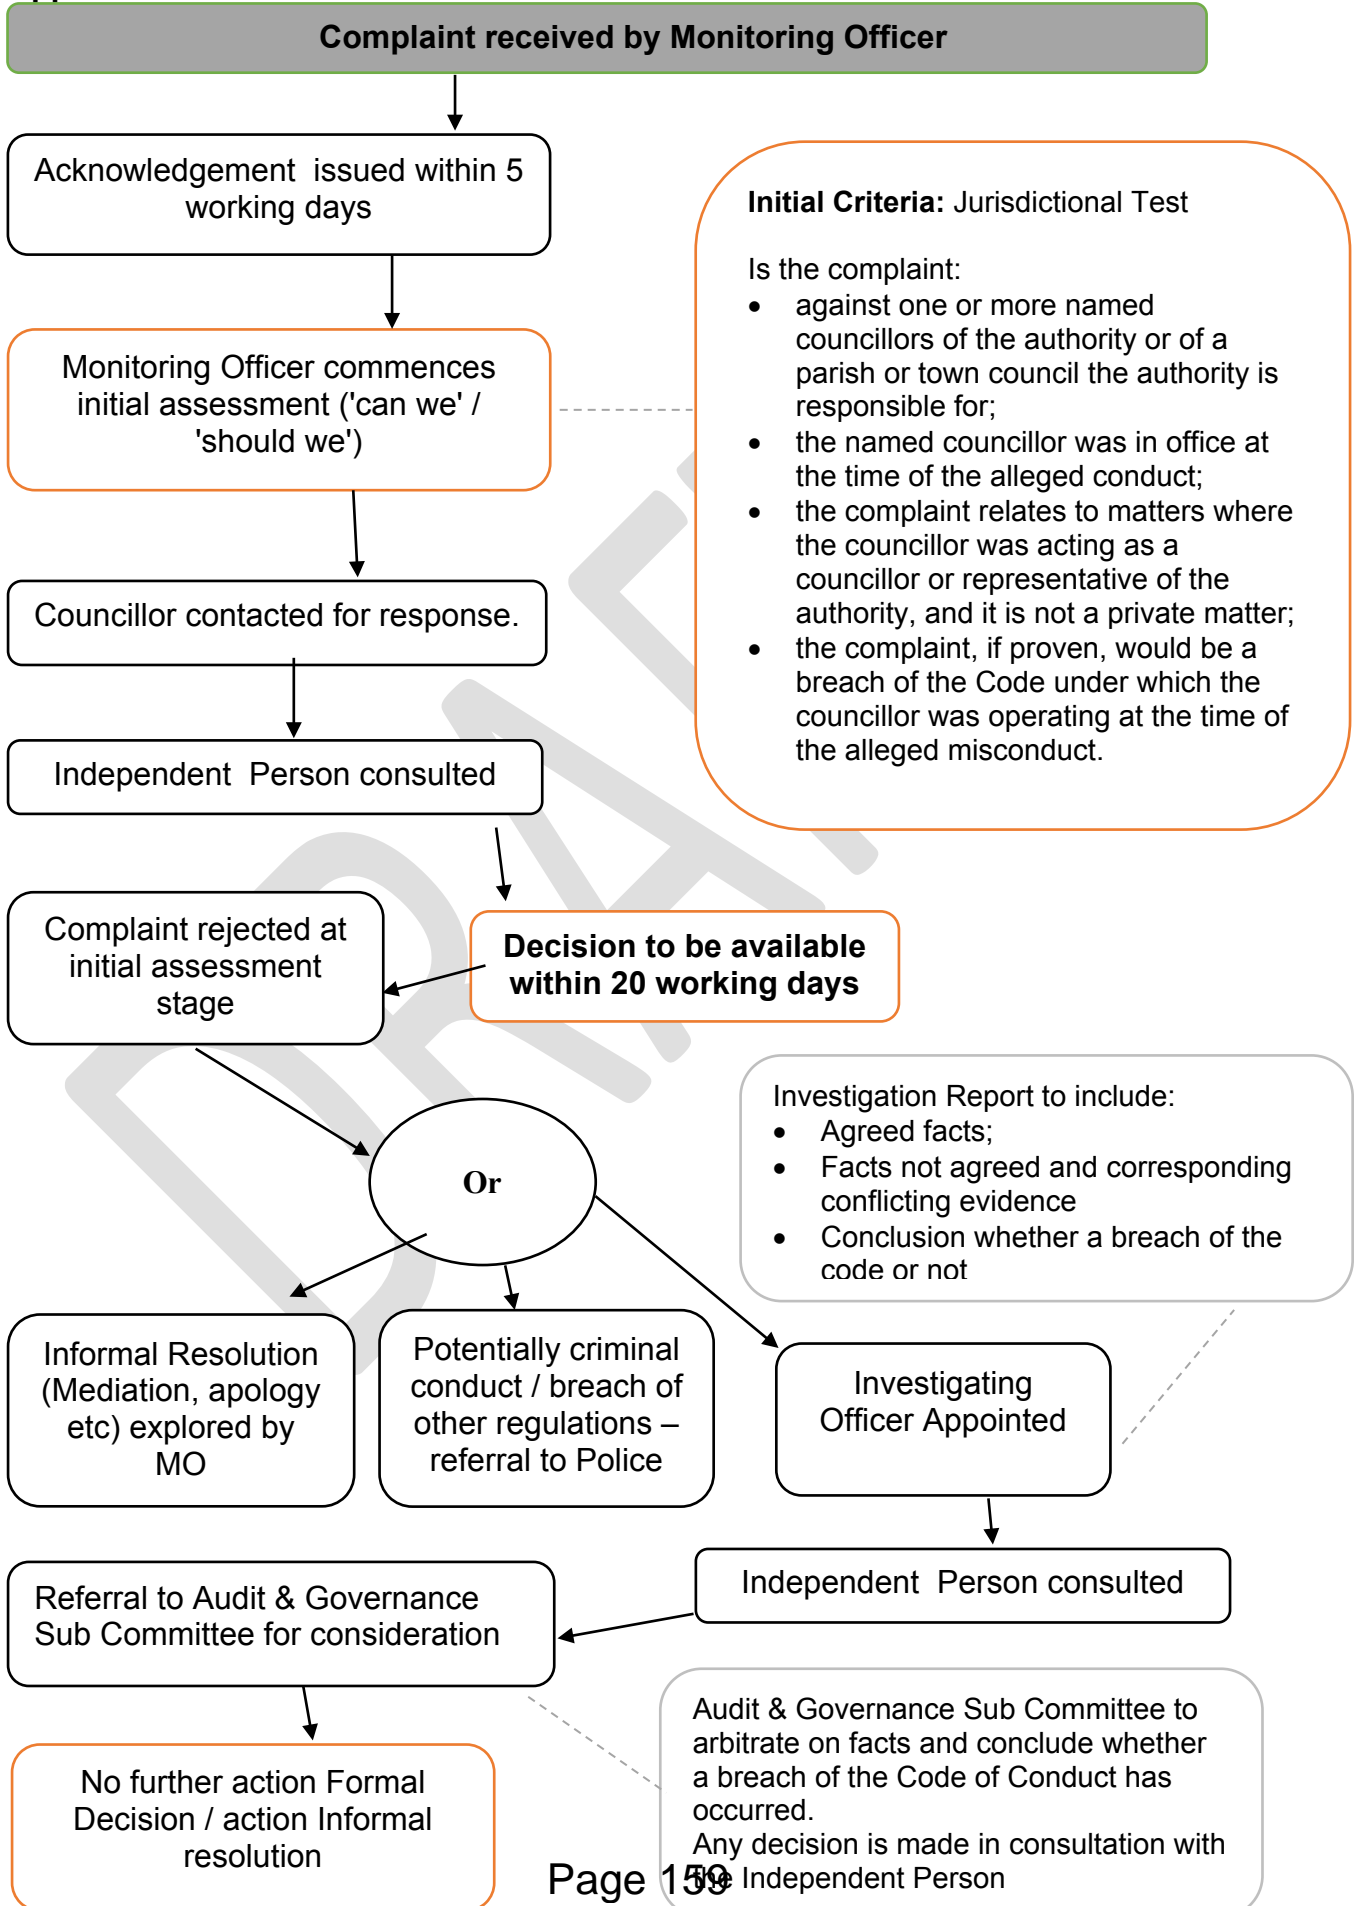 Complaint received by Monitoring Officer
Acknowledgement issued within 5
working days
Initial Criteria: Jurisdictional Test
Is the complaint:
• against one or more named
councillors of the authority or of a
parish or town council the authority is
responsible for;
• the named councillor was in office at
the time of the alleged conduct;
• the complaint relates to matters where
the councillor was acting as a
councillor or representative of the
authority, and it is not a private matter;
• the complaint, if proven, would be a
breach of the Code under which the
councillor was operating at the time of
the alleged misconduct.
Monitoring Officer commences
initial assessment ('can we' /
'should we')
Councillor contacted for response.
Independent Person consulted
Decision to be available
within 20 working days
Complaint rejected at
initial assessment
stage
Or
Investigation Report to include:
• Agreed facts;
• Facts not agreed and corresponding
conflicting evidence
• Conclusion whether a breach of the
code or not
Informal Resolution
(Mediation, apology
etc) explored by
MO
Potentially criminal
conduct / breach of
other regulations –
referral to Police
Investigating
Officer Appointed
Independent Person consulted
Referral to Audit & Governance
Sub Committee for consideration
Audit & Governance Sub Committee to
arbitrate on facts and conclude whether
a breach of the Code of Conduct has
occurred.
Any decision is made in consultation with
the Independent Person
No further action Formal
Decision / action Informal
resolution
Page 159
DRAFT